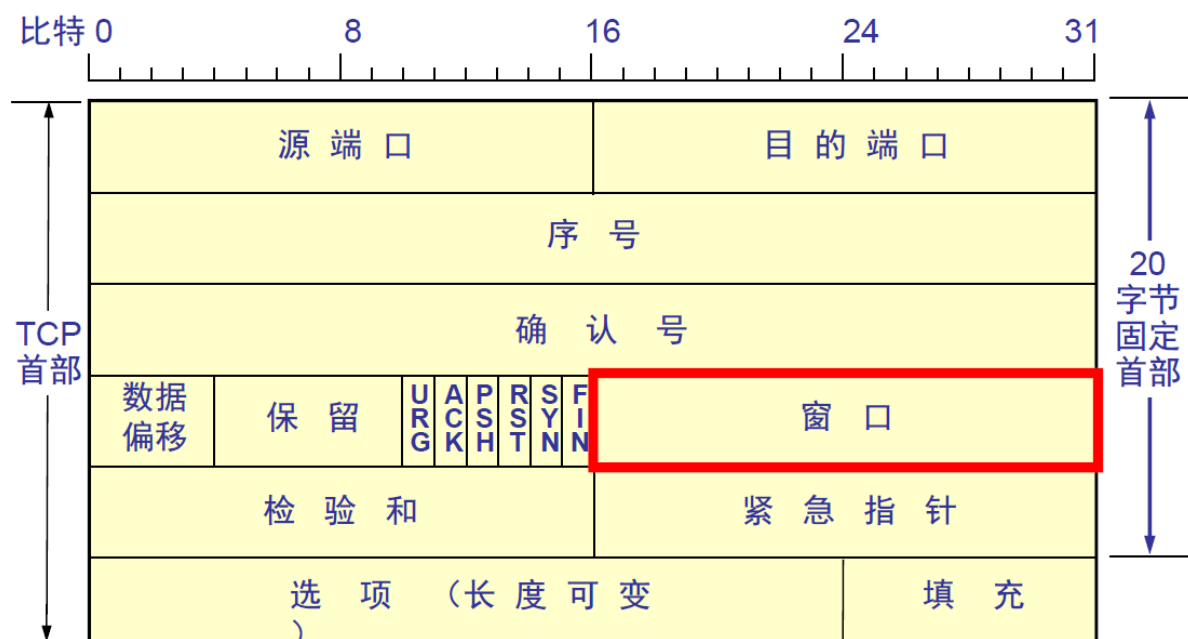 比特 0 8 16 24 31
源端口 目的端口
序号
确认号
TCP
首部
20
字节
固定
首部
数据
偏移
保留
URG
ACK
PSH
RST
SYN
FIN
窗口
检验和 紧急指针
选项（长度可变
） 填充